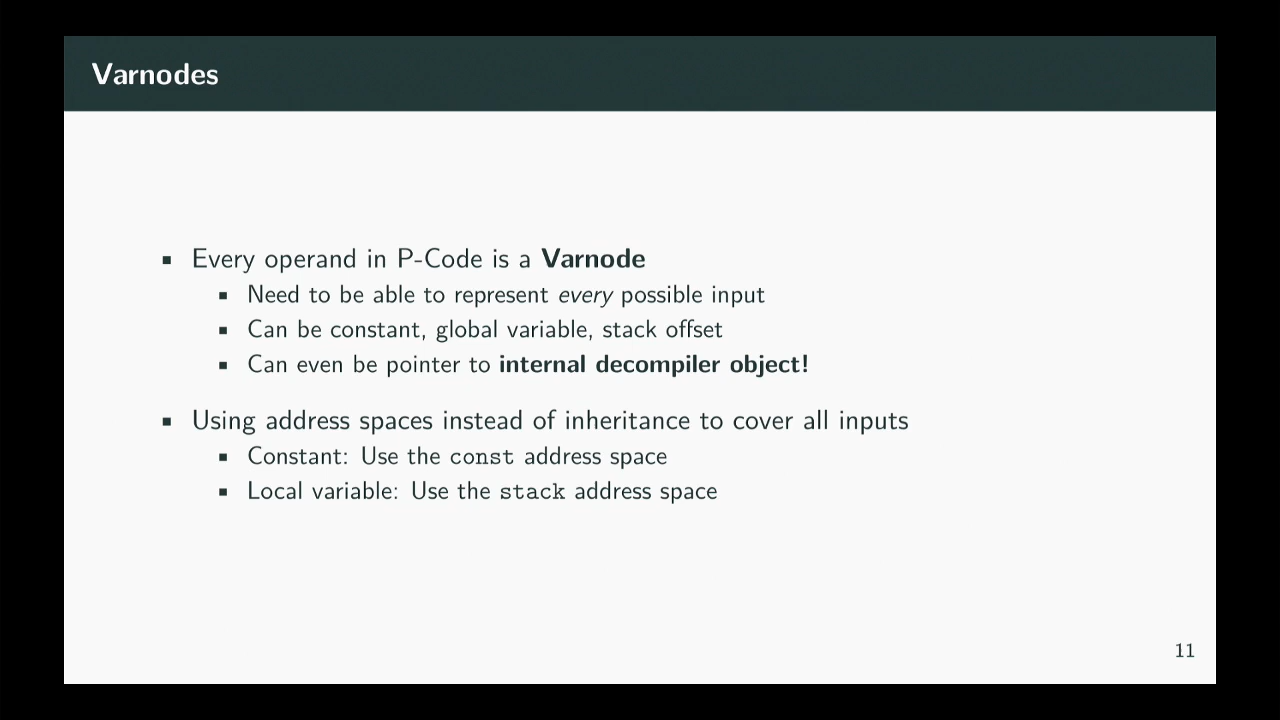 Varnodes
▪ Every operand in P-Code is a Varnode
▪ Need to be able to represent every possible input
▪ Can be constant, global variable, stack offset
▪ Can even be pointer to internal decompiler object!
▪ Using address spaces instead of inheritance to cover all inputs
▪ Constant: Use the const address space
▪ Local variable: Use the stack address space
11